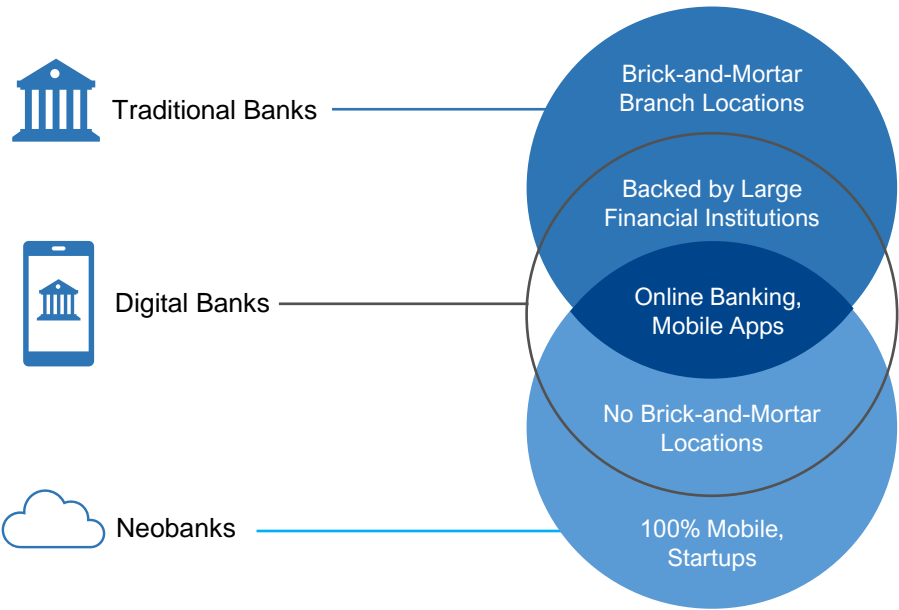 Traditional Banks
Digital Banks
Neobanks
Brick-and-Mortar
Branch Locations
Backed by Large
Financial Institutions
Online Banking,
Mobile Apps
No Brick-and-Mortar
Locations
100% Mobile,
Startups